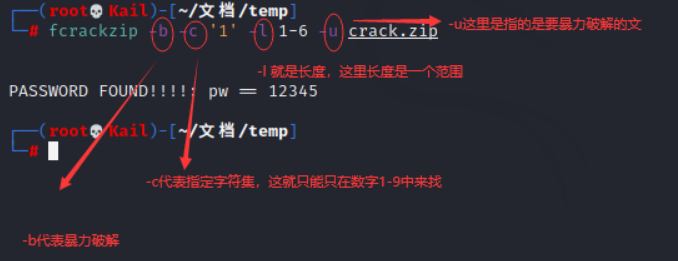 ┌──(root💀Kail)-[~/文档/temp]
└─# fcrackzip -b -c '1' -l 1-6 -u crack.zip
-u这里是指的是要暴力破解的文
-l 就是长度，这里长度是一个范围
PASSWORD FOUND!!!!: pw == 12345
┌──(root💀Kail)-[~/文档/temp]
└─#
-c代表指定字符集，这就只能只在数字1-9中来找
-b代表暴力破解